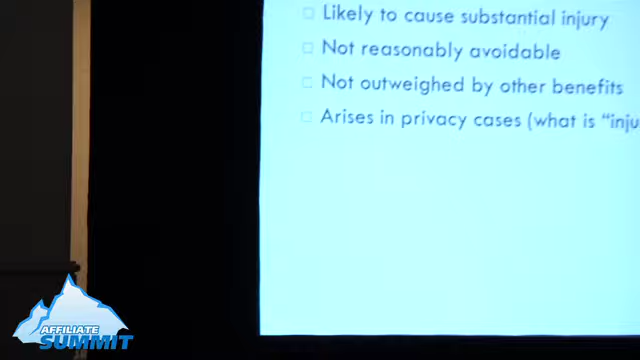 Likely to cause substantial injury
Not reasonably avoidable
Not outweighed by other benefits
Arises in privacy cases (what is "inju
AFFILIATE
SUMMIT